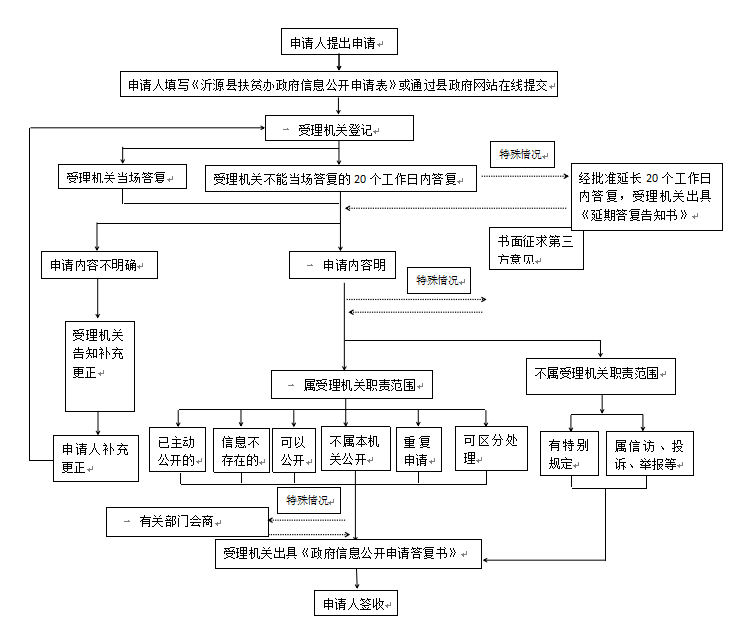 申请人提出申请
申请人填写《沂源县扶贫办政府信息公开申请表》或通过县政府网站在线提交
受理机关登记
特殊情况
受理机关当场答复
受理机关不能当场答复的 20 个工作日内答复
经批准延长 20 个工作日
内答复，受理机关出具
《延期答复告知书》
书面征求第三
方意见
申请内容不明确
申请内容明
特殊情况
受理机关
告知补充
更正
不属受理机关职责范围
属受理机关职责范围
申请人补充
更正
已主动
公开的
信息不
存在的
可以
公开
不属本机
关公开
重复
申请
可区分处
理
有特别
规定
属信访、投
诉、举报等
特殊情况
有关部门会商
受理机关出具《政府信息公开申请答复书》
申请人签收